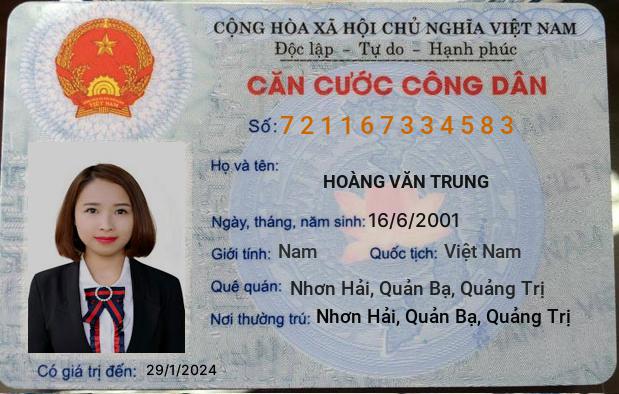 CỘNG HÒA XÃ HỘI CHỦ NGHĨA VIỆT NAM
Độc lập - Tự do - Hạnh phúc
CĂN CƯỚC CÔNG DÂN
Số: 721167334583
Họ và tên:
HOÀNG VĂN TRUNG
Ngày, tháng, năm sinh: 16/6/2001
Giới tính: Nam Quốc tịch: Việt Nam
Quê quán: Nhơn Hải, Quản Bạ, Quảng Trị
Nơi thường trú: Nhơn Hải, Quản Bạ, Quảng Trị
Có giá trị đến: 29/1/2024
VIỆT NAM